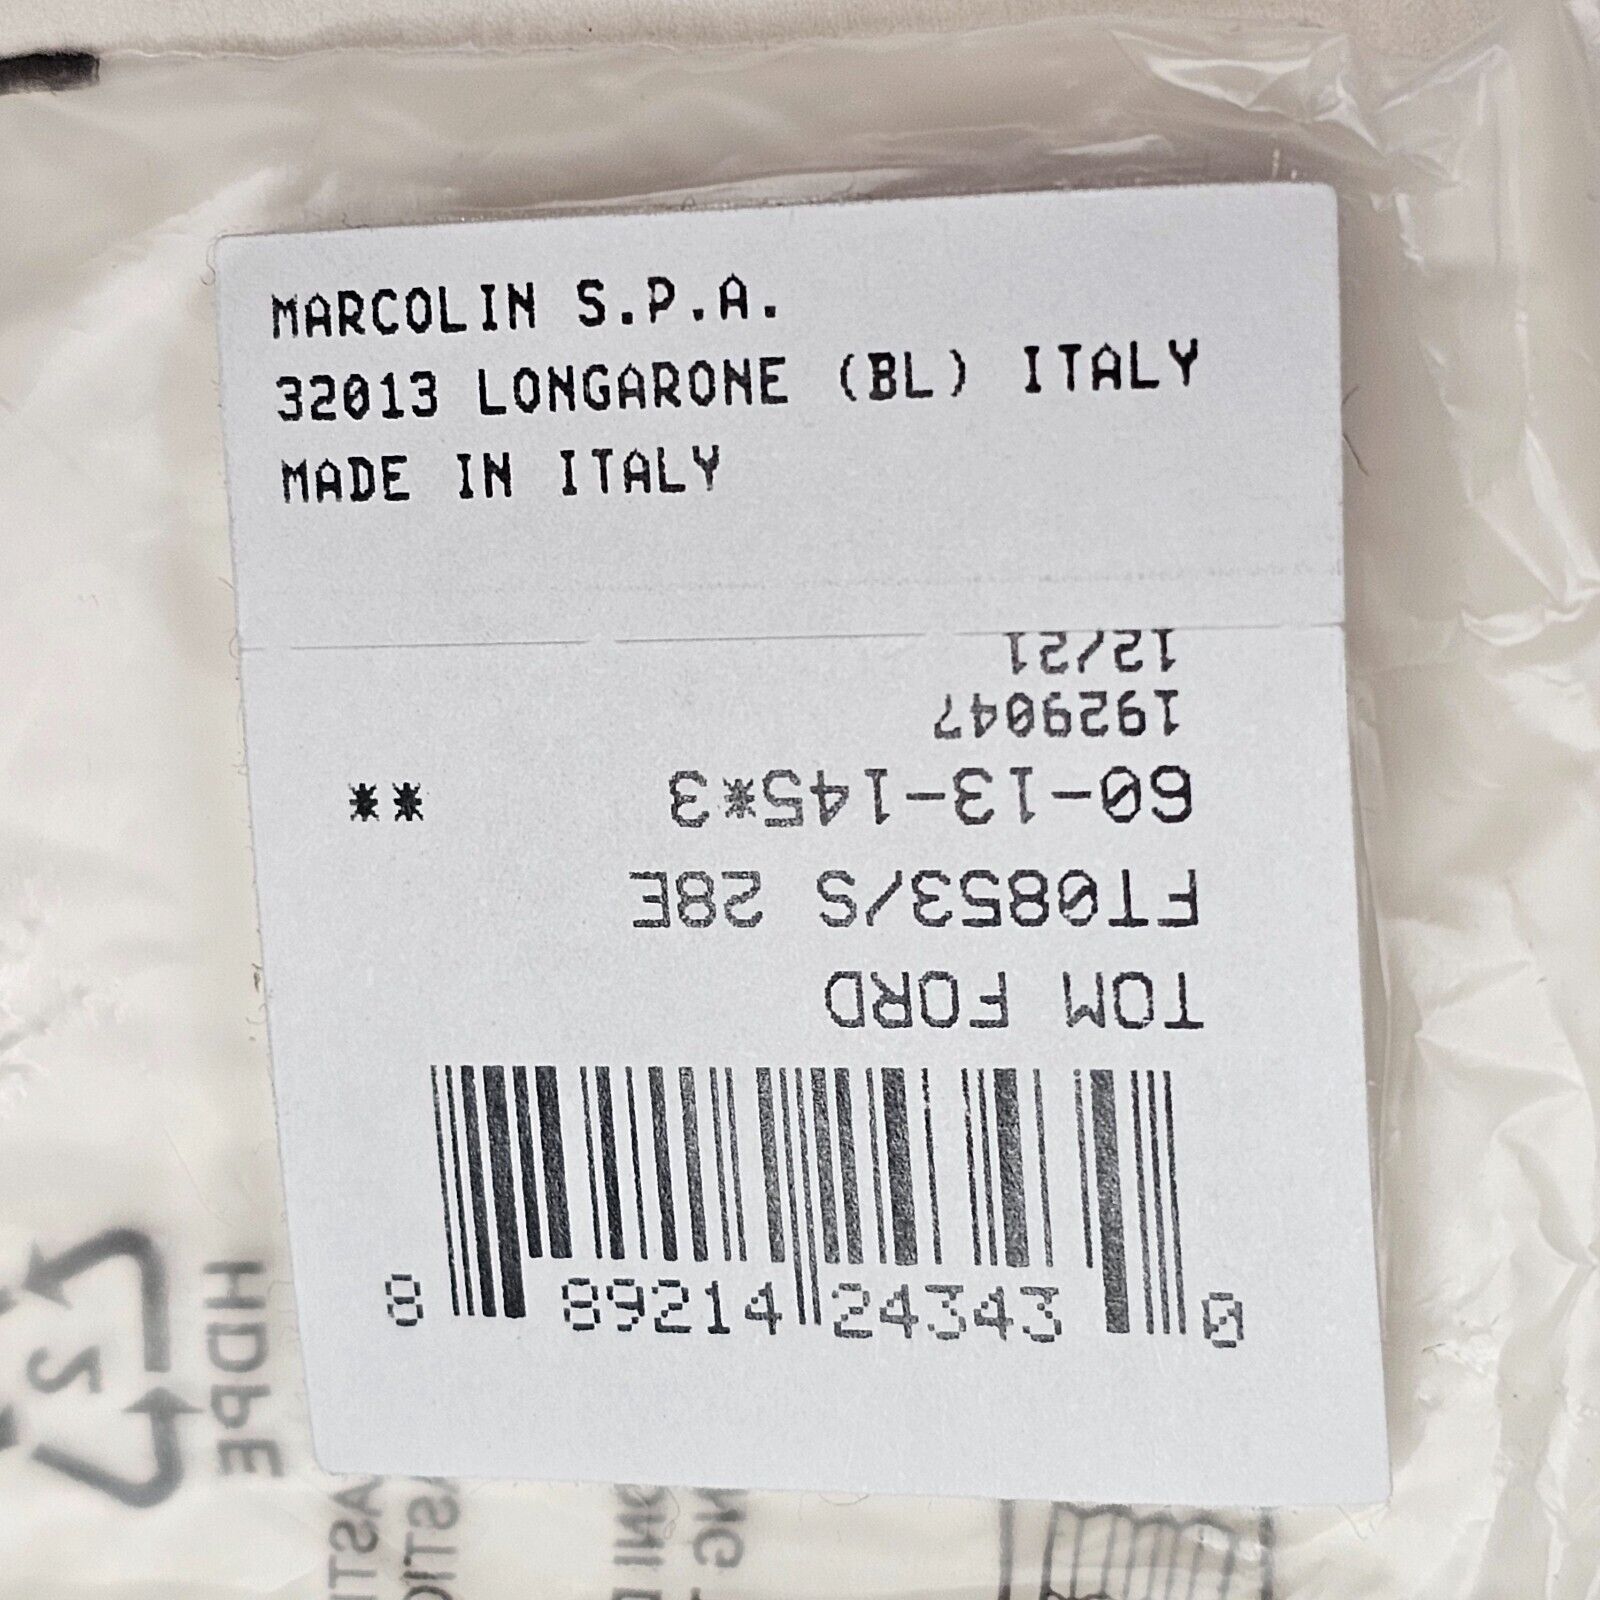 MARCOLIN S.P.A.
32013 LONGARONE (BL) ITALY
MADE IN ITALY
12/21
1929047
60-13-145*3 **
FT0853/S 28E
TOM FORD
8 89214 24343 0
2
HDPE